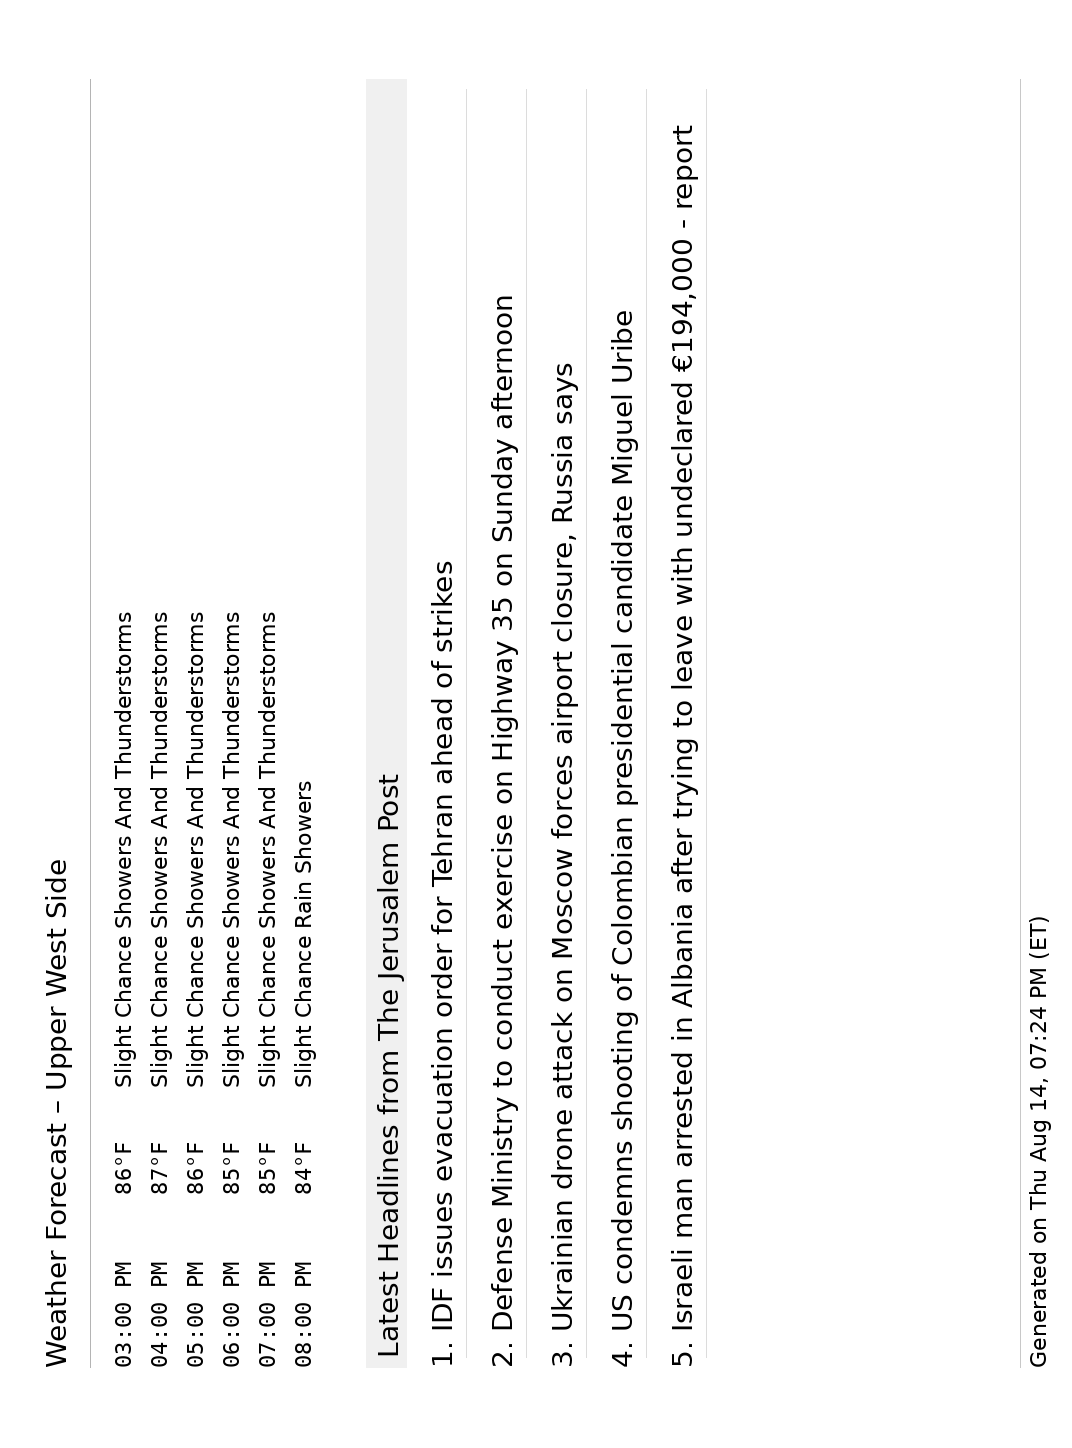 Weather Forecast – Upper West Side
03:00 PM 86°F Slight Chance Showers And Thunderstorms
04:00 PM 87°F Slight Chance Showers And Thunderstorms
05:00 PM 86°F Slight Chance Showers And Thunderstorms
06:00 PM 85°F Slight Chance Showers And Thunderstorms
07:00 PM 85°F Slight Chance Showers And Thunderstorms
08:00 PM 84°F Slight Chance Rain Showers
Latest Headlines from The Jerusalem Post
1. IDF issues evacuation order for Tehran ahead of strikes
2. Defense Ministry to conduct exercise on Highway 35 on Sunday afternoon
3. Ukrainian drone attack on Moscow forces airport closure, Russia says
4. US condemns shooting of Colombian presidential candidate Miguel Uribe
5. Israeli man arrested in Albania after trying to leave with undeclared €194,000 - report
Generated on Thu Aug 14, 07:24 PM (ET)